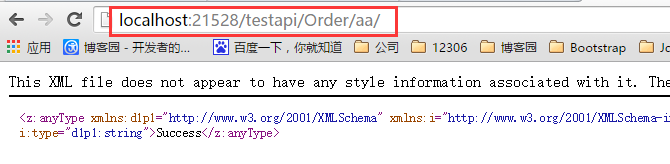 localhost:21528/testapi/Order/aa/
应用 博客园 - 开发者的... 百度一下，你就知道 公司 12306 博客园 Bootstrap
This XML file does not appear to have any style information associated with it. The
<z:anyType xmlns:d1p1="http://www.w3.org/2001/XMLSchema" xmlns:i="http://www.w3.org/2001/XMLSchema-i
i:type="d1p1:string">Success</z:anyType>